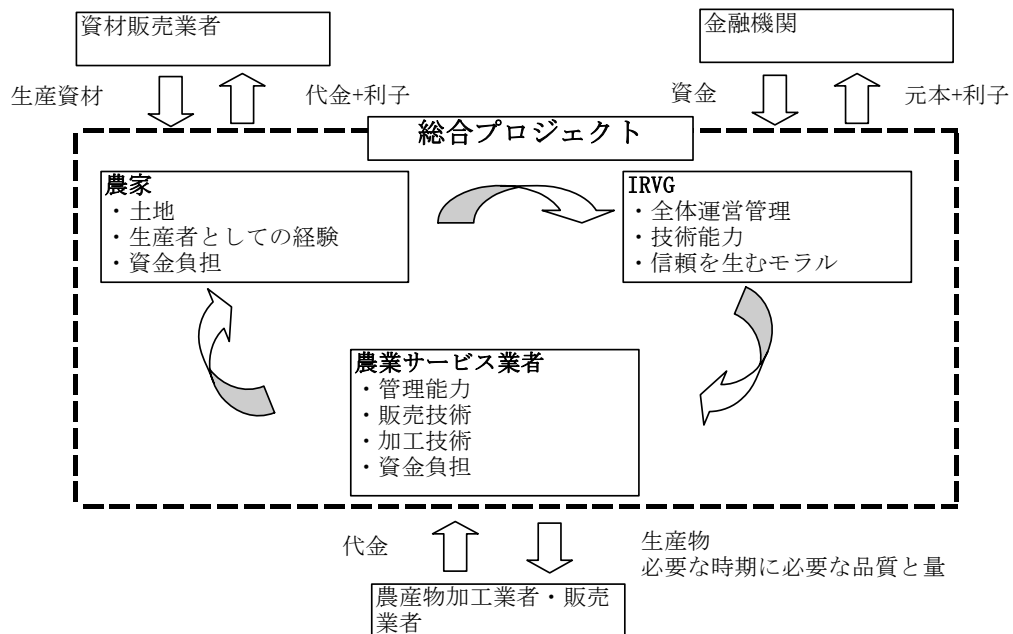 資材販売業者
金融機関
生産資材
代金+利子
資金
元本+利子
総合プロジェクト
農家
・土地
・生産者としての経験
・資金負担
IRVG
・全体運営管理
・技術能力
・信頼を生むモラル
農業サービス業者
・管理能力
・販売技術
・加工技術
・資金負担
代金
生産物
必要な時期に必要な品質と量
農産物加工業者・販売
業者